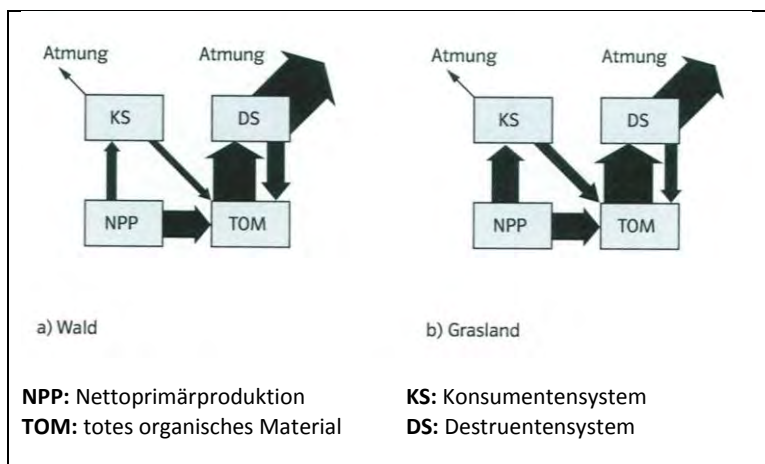 Atmung Atmung Atmung Atmung
KS DS KS DS
NPP TOM NPP TOM
a) Wald b) Grasland
NPP: Nettoprimärproduktion KS: Konsumentensystem
TOM: totes organisches Material DS: Destruentensystem